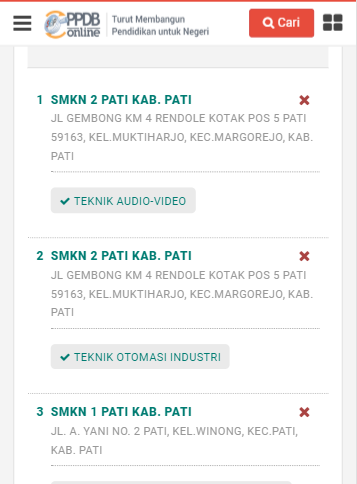 PPDB online
Turut Membangun
Pendidikan untuk Negeri
Cari
1 SMKN 2 PATI KAB. PATI
JL GEMBONG KM 4 RENDOLE KOTAK POS 5 PATI
59163, KEL.MUKTIHARJO, KEC.MARGOREJO, KAB.
PATI
TEKNIK AUDIO-VIDEO
2 SMKN 2 PATI KAB. PATI
JL GEMBONG KM 4 RENDOLE KOTAK POS 5 PATI
59163, KEL.MUKTIHARJO, KEC.MARGOREJO, KAB.
PATI
TEKNIK OTOMASI INDUSTRI
3 SMKN 1 PATI KAB. PATI
JL. A. YANI NO. 2 PATI, KEL.WINONG, KEC.PATI,
KAB. PATI